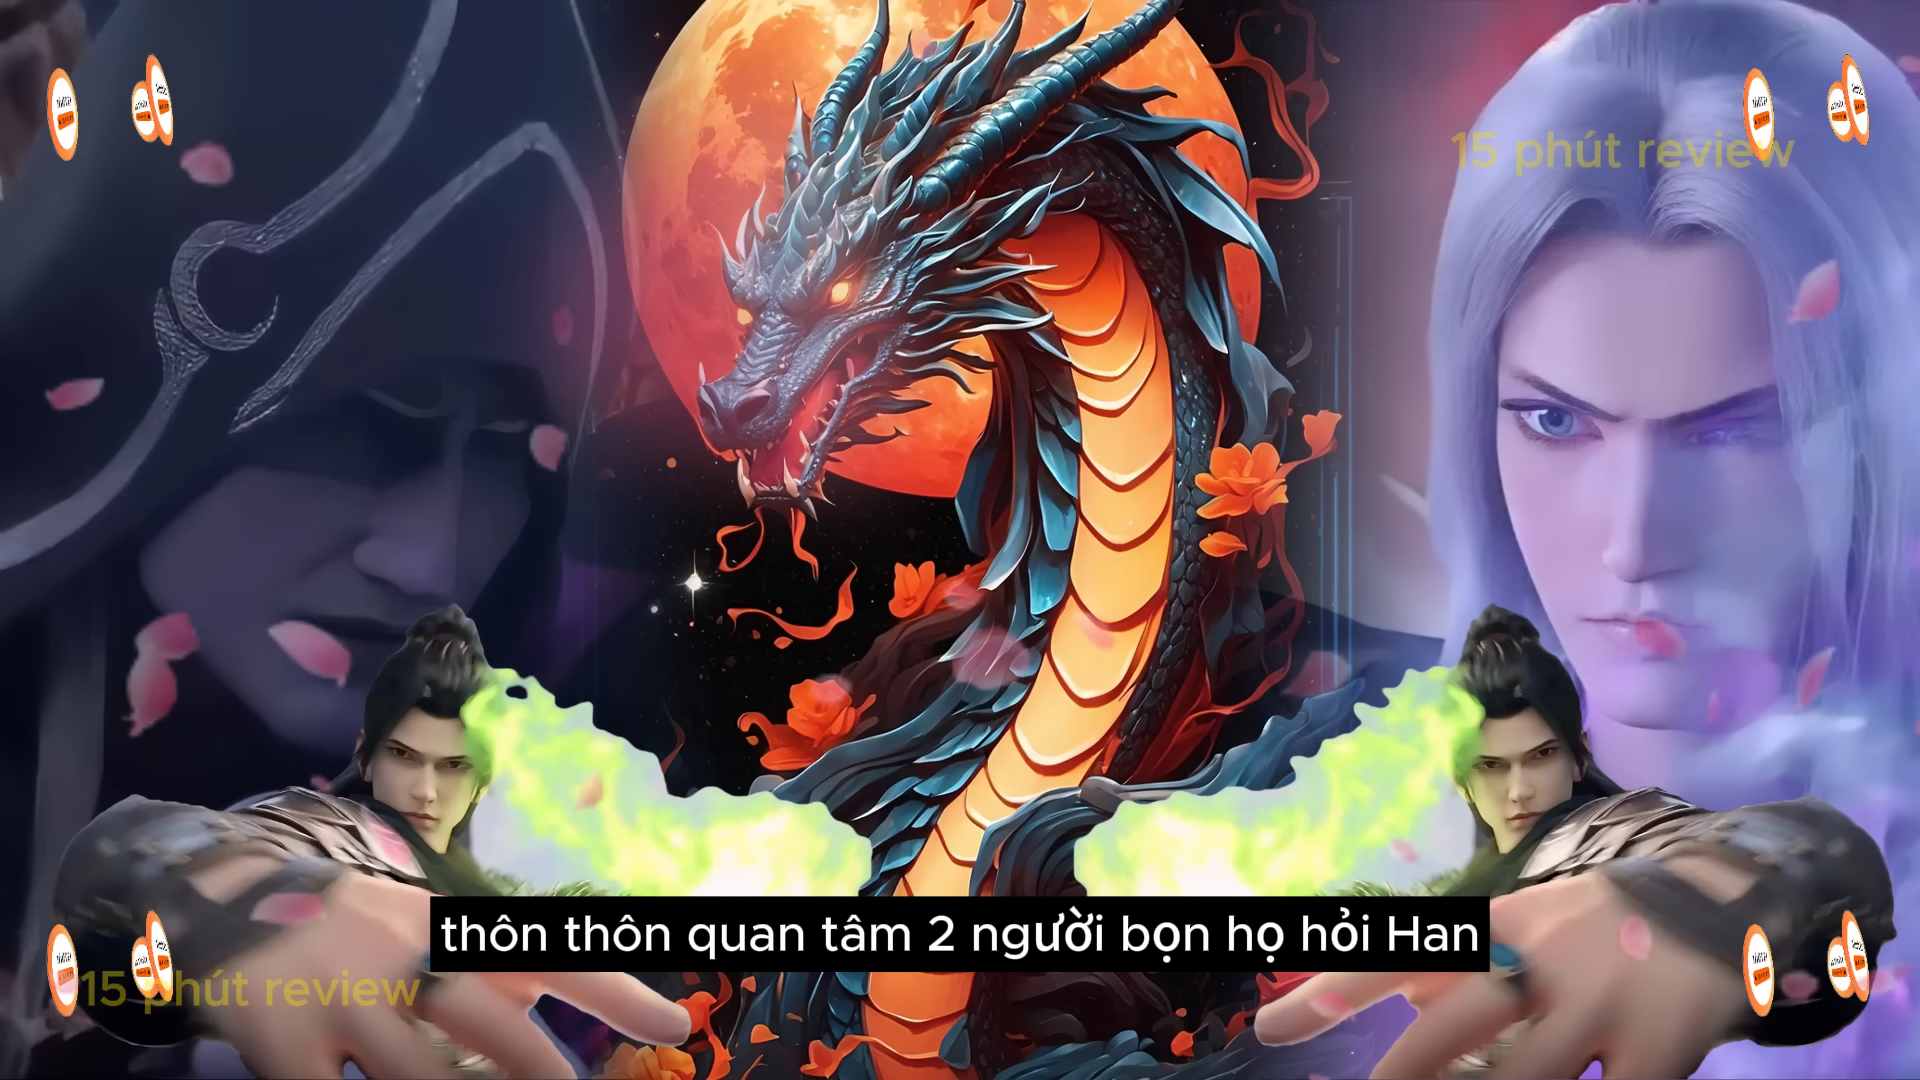 15 phút review
thôn thôn quan tâm 2 người bọn họ hỏi Han
15 phút review